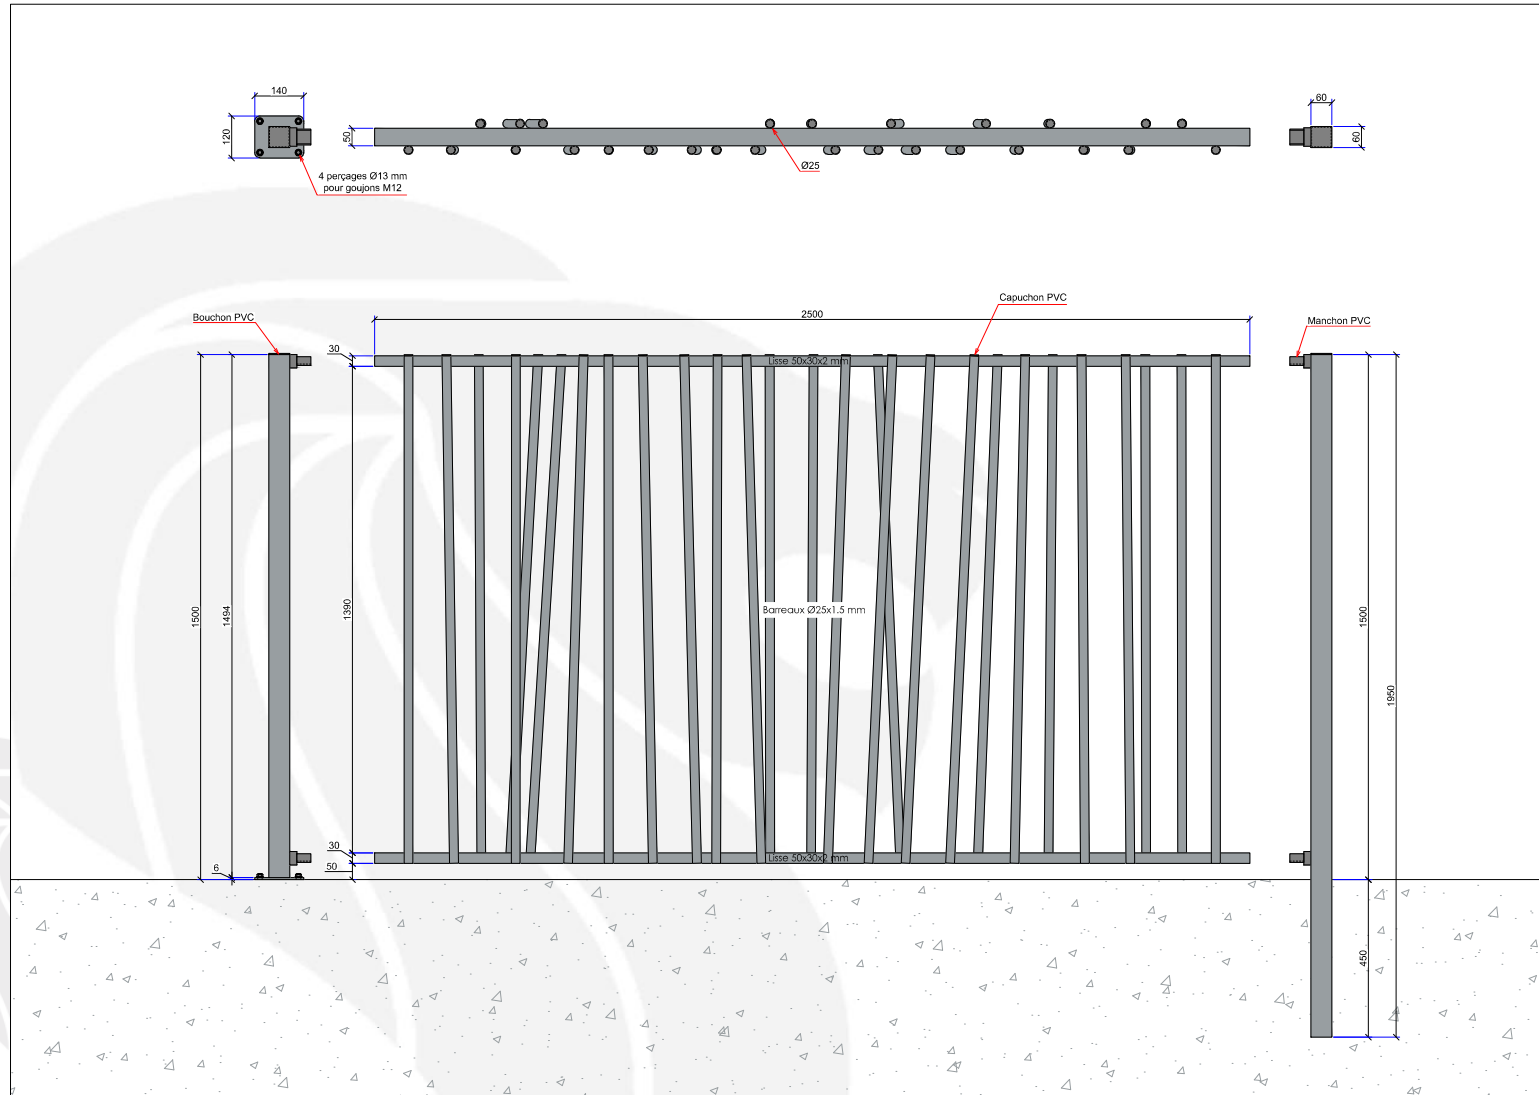 140
120
4 perçages Ø13 mm
pour goujons M12
50
Ø25
60
60
Bouchon PVC
Capuchon PVC
Manchon PVC
2500
30
Lisse 50x30x2 mm
1500
1494
1390
Barreaux Ø25x1.5 mm
1500
1950
30
Lisse 50x30x2 mm
6
50
450